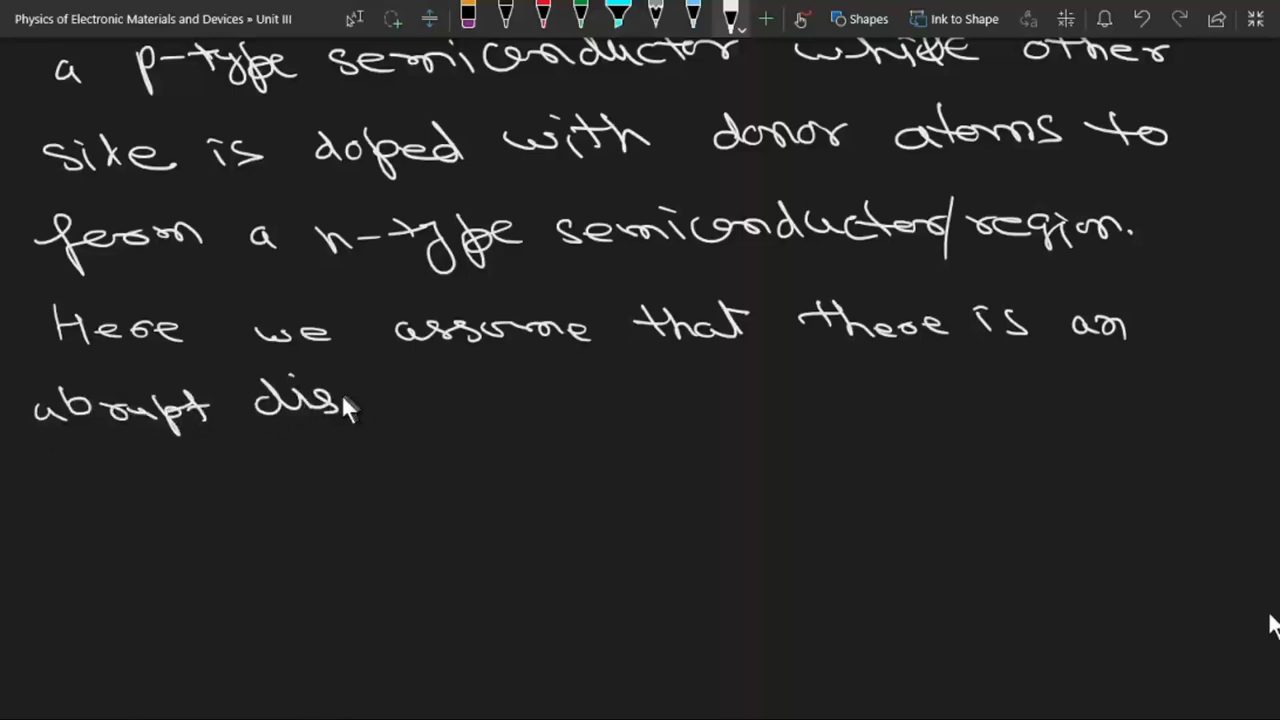 Physics of Electronic Materials and Devices » Unit III
Shapes
Ink to Shape
a p-type semiconductor while other
site is doped with donor atoms to
form a n-type semiconductor/region.
Here we assume that there is an
abrupt dis